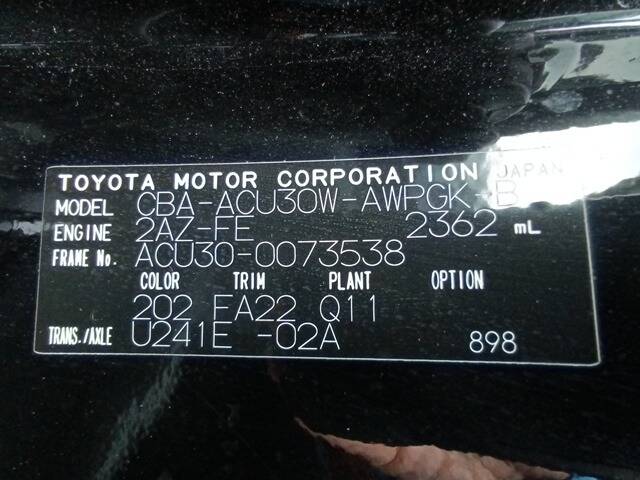 TOYOTA MOTOR CORPORATION JAPAN
MODEL CBA-ACU30W-AWPGK-B
ENGINE 2AZ-FE 2362 mL
FRAME No. ACU30-0073538
COLOR TRIM PLANT OPTION
202 FA22 Q11
TRANS./AXLE U241E -02A 898